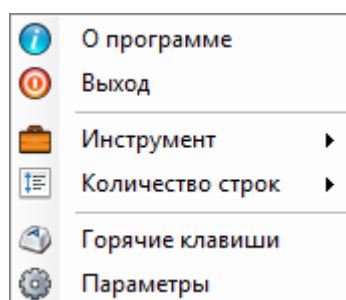 О программе
Выход
Инструмент
Количество строк
Горячие клавиши
Параметры